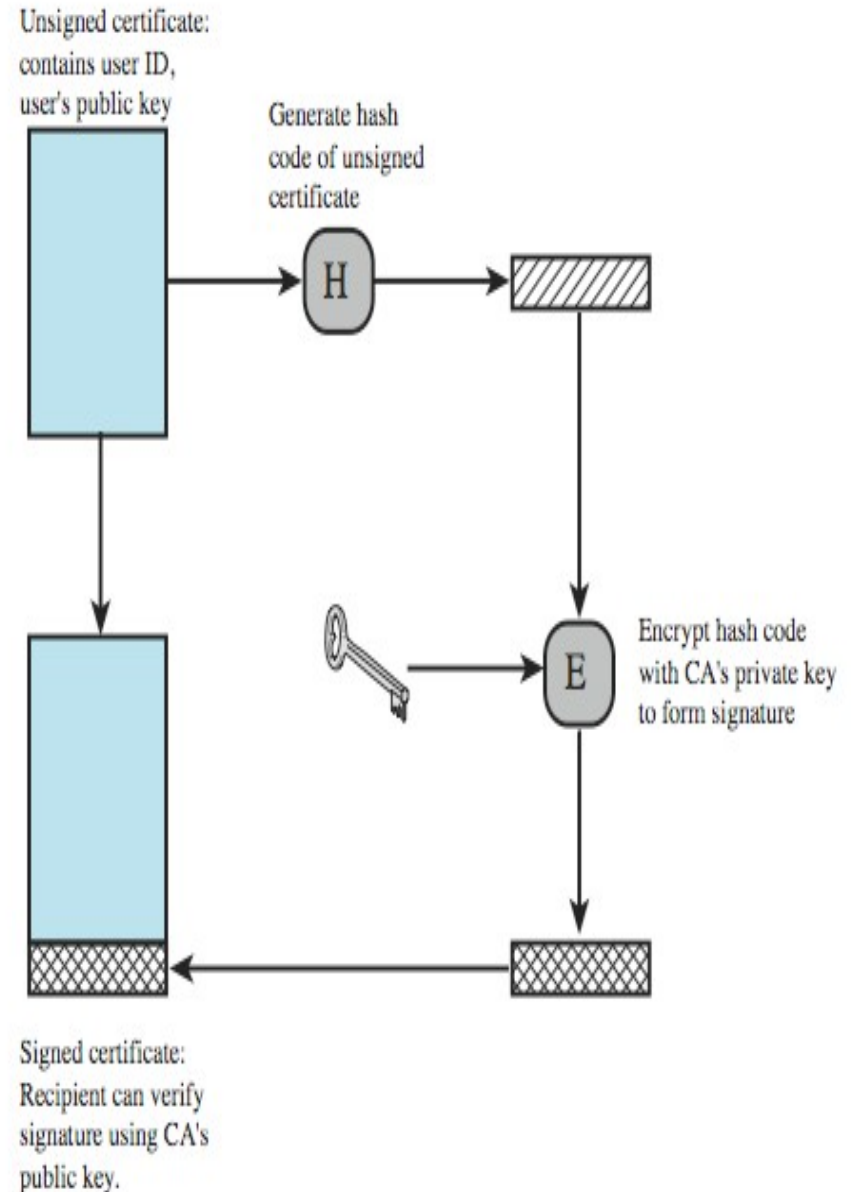 Unsigned certificate:
contains user ID,
user's public key
Generate hash
code of unsigned
certificate
H
E
Encrypt hash code
with CA's private key
to form signature
Signed certificate:
Recipient can verify
signature using CA's
public key.